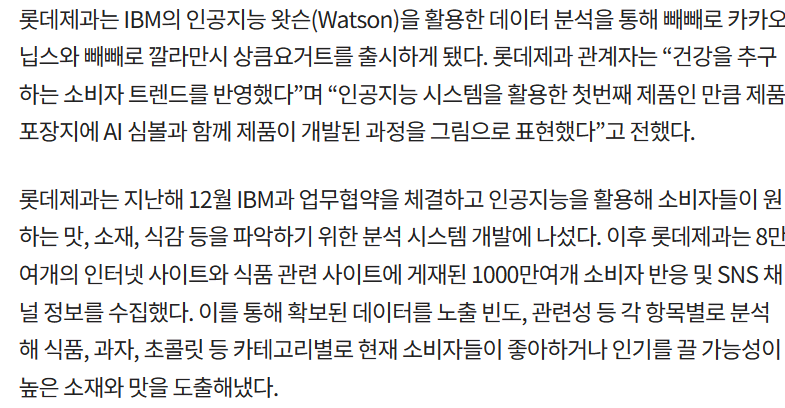 롯데제과는 IBM의 인공지능 왓슨(Watson)을 활용한 데이터 분석을 통해 빼빼로 카카오
닙스와 빼빼로 깔라만시 상큼요거트를 출시하게 됐다. 롯데제과 관계자는 “건강을 추구
하는 소비자 트렌드를 반영했다”며 “인공지능 시스템을 활용한 첫번째 제품인 만큼 제품
포장지에 AI 심볼과 함께 제품이 개발된 과정을 그림으로 표현했다”고 전했다.
롯데제과는 지난해 12월 IBM과 업무협약을 체결하고 인공지능을 활용해 소비자들이 원
하는 맛, 소재, 식감 등을 파악하기 위한 분석 시스템 개발에 나섰다. 이후 롯데제과는 8만
여개의 인터넷 사이트와 식품 관련 사이트에 게재된 1000만여개 소비자 반응 및 SNS 채
널 정보를 수집했다. 이를 통해 확보된 데이터를 노출 빈도, 관련성 등 각 항목별로 분석
해 식품, 과자, 초콜릿 등 카테고리별로 현재 소비자들이 좋아하거나 인기를 끌 가능성이
높은 소재와 맛을 도출해냈다.